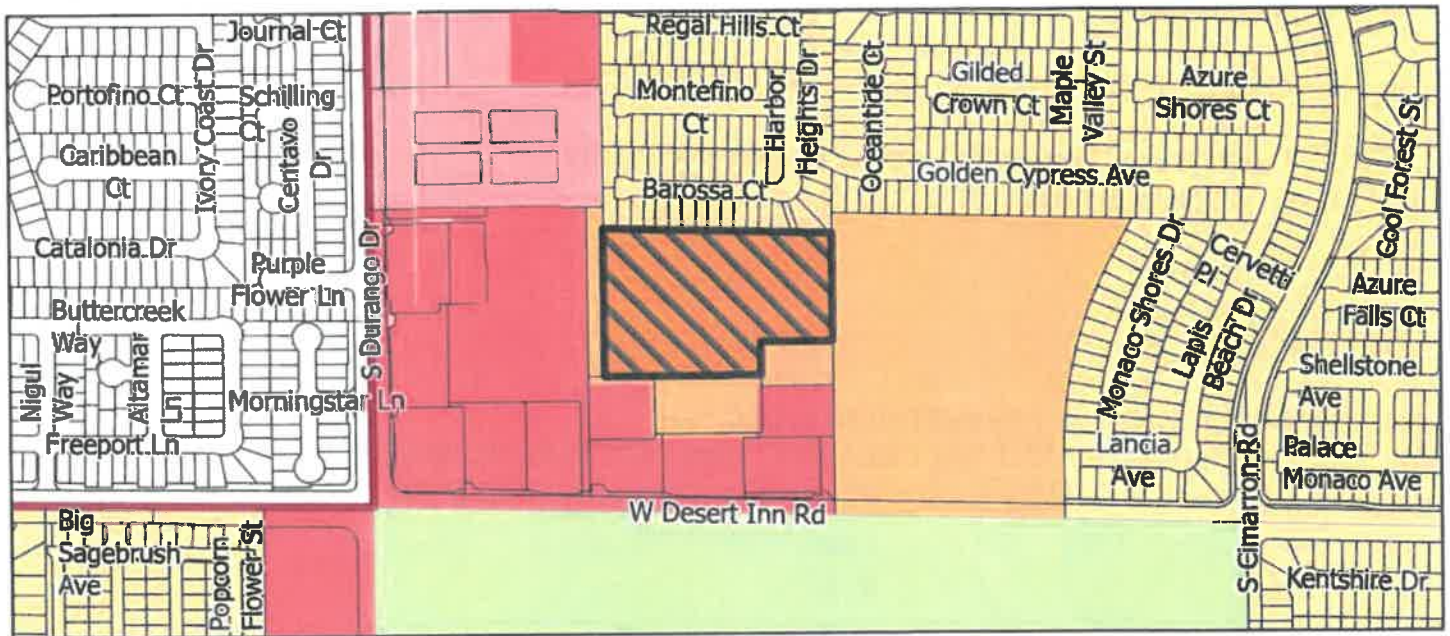 Journal Ct
Portofino Ct
Ivory Coast Dr
Schilling
Ct
Caribbean
Ct
Centavo
Dr
Catalonia Dr
Purple
Flower Ln
Buttercreek
Way
Nigul
Way
Altamar
Ln
Morningstar Ln
Freeport Ln
S Durango Dr
Regal Hills Ct
Montefino
Ct
Harbor
Heights Dr
Barossa Ct
Oceantide Ct
Gilded
Crown Ct
Maple
Valley St
Azure
Shores Ct
Golden Cypress Ave
Cool Forest St
Monaco Shores Dr
Cervetti
Pl
Lapis
Beach Dr
Azure
Falls Ct
Shellstone
Ave
Lancia
Ave
S Cimarron Rd
Palace
Monaco Ave
W Desert Inn Rd
Big
Sagebrush
Ave
Popcorn
Flower St
Kentshire Dr